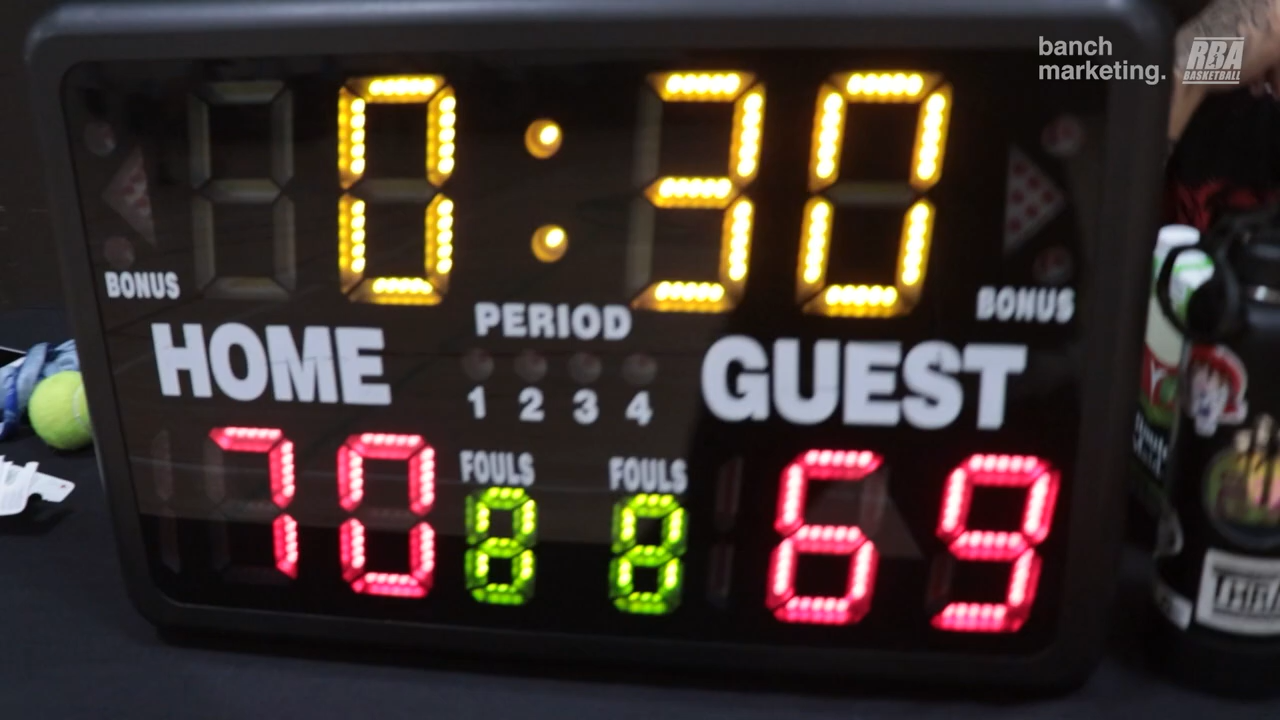 banch
marketing.
RBA
BASKETBALL
0:30
BONUS
BONUS
PERIOD
HOME
GUEST
1 2 3 4
FOULS
FOULS
70
8
8
69